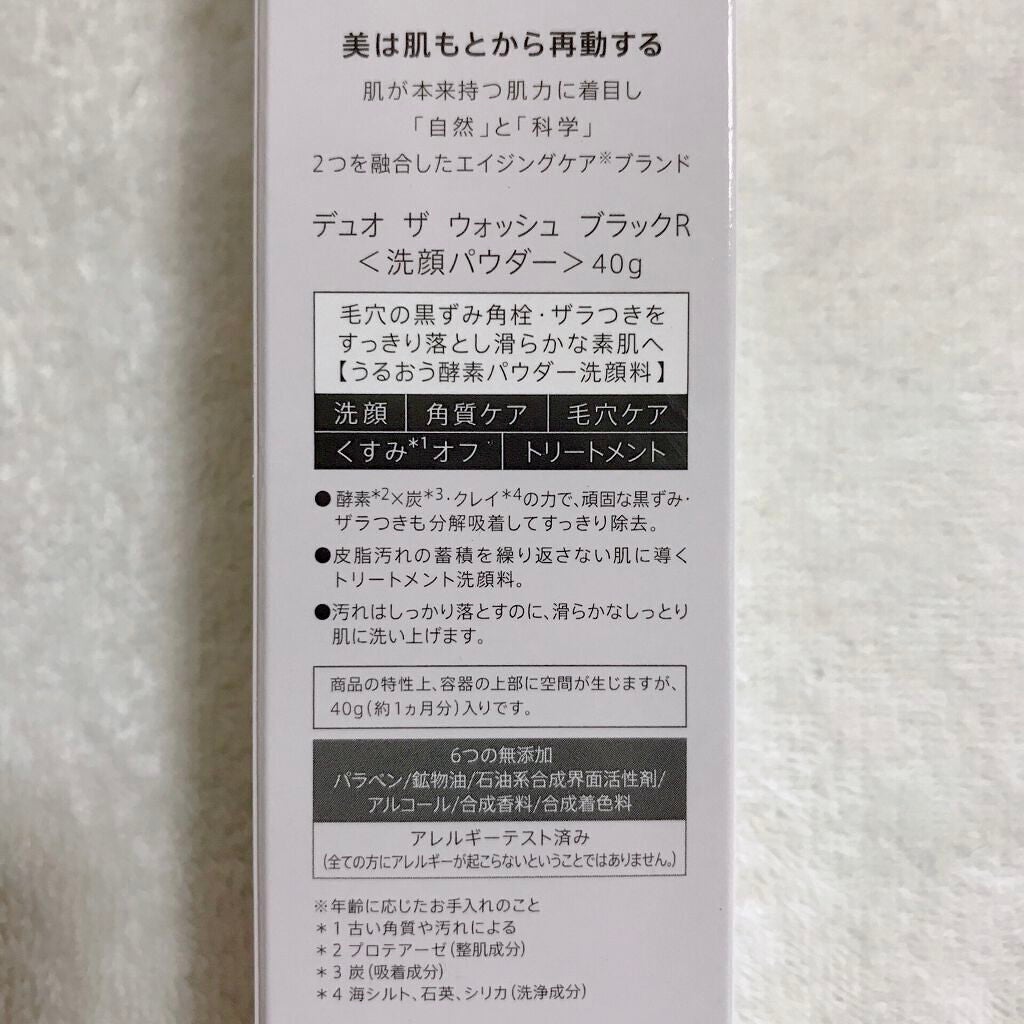 美は肌もとから再動する
肌が本来持つ肌力に着目し
「自然」と「科学」
2つを融合したエイジングケア※ブランド
デュオ ザ ウォッシュ ブラックR
＜洗顔パウダー＞40g
毛穴の黒ずみ角栓・ザラつきを
すっきり落とし滑らかな素肌へ
【うるおう酵素パウダー洗顔料】
洗顔 角質ケア 毛穴ケア
くすみ*1オフ トリートメント
●酵素*2×炭*3・クレイ*4の力で、頑固な黒ずみ・
ザラつきも分解吸着してすっきり除去。
●皮脂汚れの蓄積を繰り返さない肌に導く
トリートメント洗顔料。
●汚れはしっかり落とすのに、滑らかなしっとり
肌に洗い上げます。
商品の特性上、容器の上部に空間が生じますが、
40g(約1ヵ月分)入りです。
6つの無添加
パラベン/鉱物油/石油系合成界面活性剤/
アルコール/合成香料/合成着色料
アレルギーテスト済み
(全ての方にアレルギーが起こらないということではありません。)
※年齢に応じたお手入れのこと
*1 古い角質や汚れによる
*2 プロテアーゼ(整肌成分)
*3 炭(吸着成分)
*4 海シルト、石英、シリカ(洗浄成分)